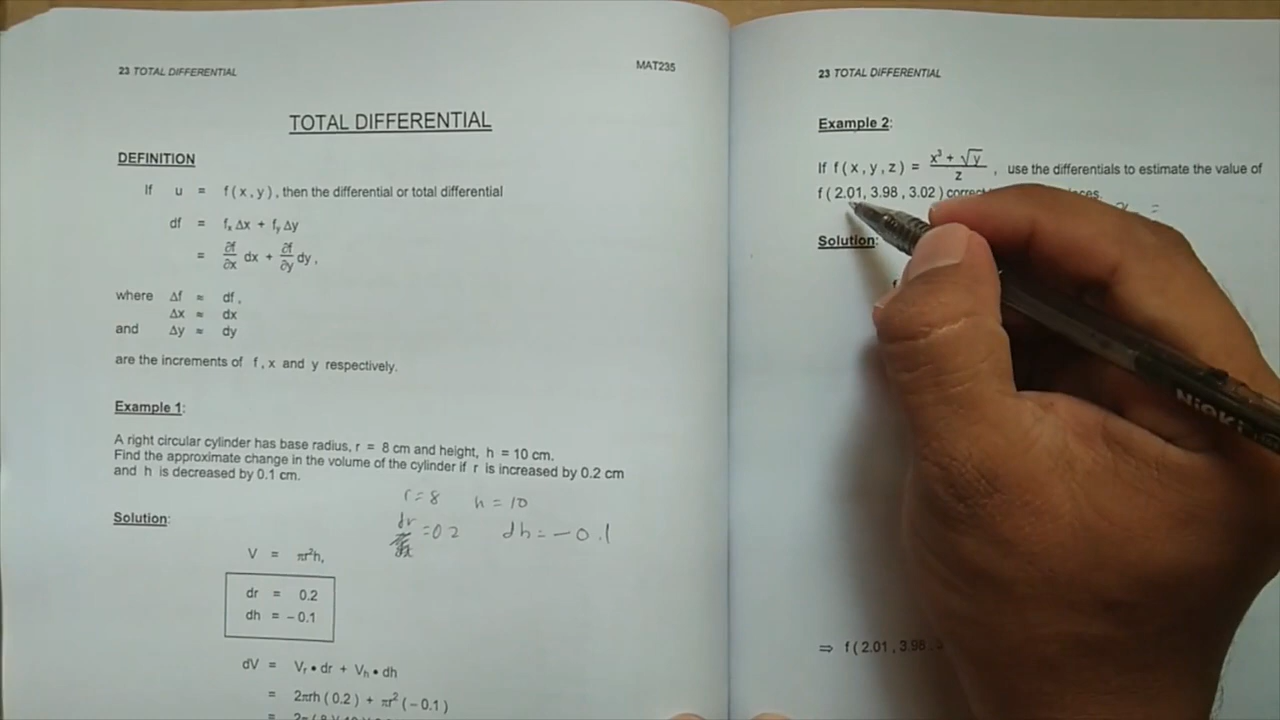 23 TOTAL DIFFERENTIAL
MAT235
TOTAL DIFFERENTIAL
DEFINITION
If u = f ( x , y ) , then the differential or total differential
df = fₓ Δx + fᵧ Δy
= ∂f/∂x dx + ∂f/∂y dy ,
where Δf ≈ df ,
Δx ≈ dx
and Δy ≈ dy
are the increments of f , x and y respectively.
Example 1:
A right circular cylinder has base radius, r = 8 cm and height, h = 10 cm.
Find the approximate change in the volume of the cylinder if r is increased by 0.2 cm
and h is decreased by 0.1 cm.
r = 8 h = 10
dr = 0.2 dh = -0.1
Solution:
V = πr²h,
dr = 0.2
dh = – 0.1
dV = Vᵣ • dr + Vₕ • dh
= 2πrh ( 0.2 ) + πr² ( – 0.1 )
23 TOTAL DIFFERENTIAL
Example 2:
If f ( x , y , z ) = (x³ + √y)/z , use the differentials to estimate the value of
f ( 2.01, 3.98 , 3.02 )
Solution:
⇒ f ( 2.01 , 3.98 ,